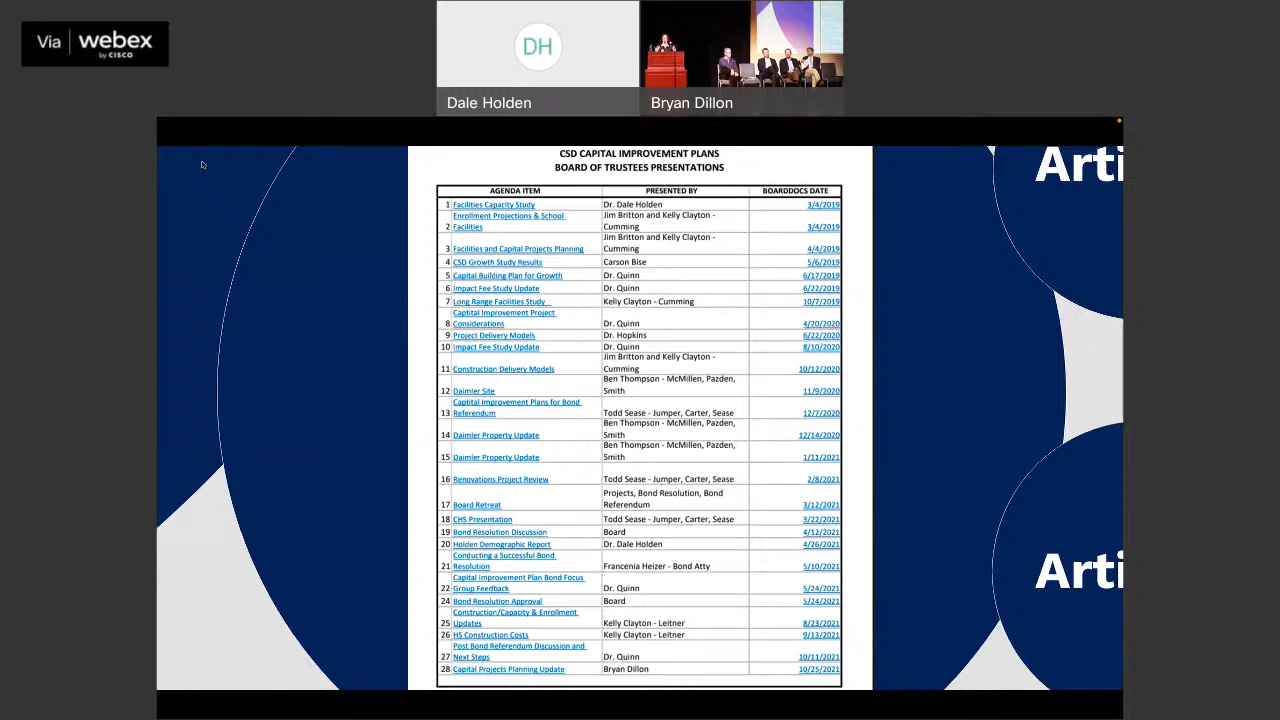 Via webex
by CISCO
DH
Dale Holden
Bryan Dillon
CSD CAPITAL IMPROVEMENT PLANS
BOARD OF TRUSTEES PRESENTATIONS
AGENDA ITEM PRESENTED BY BOARDDOCS DATE
1 Facilities Capacity Study Dr. Dale Holden 3/4/2019
Enrollment Projections & School Jim Britton and Kelly Clayton -
2 Facilities Cumming 3/4/2019
Jim Britton and Kelly Clayton -
3 Facilities and Capital Projects Planning Cumming 4/4/2019
4 CSD Growth Study Results Carson Bise 5/6/2019
5 Capital Building Plan for Growth Dr. Quinn 6/17/2019
6 Impact Fee Study Update Dr. Quinn 6/22/2019
7 Long Range Facilities Study Kelly Clayton - Cumming 10/7/2019
Captital Improvement Project
8 Considerations Dr. Quinn 4/20/2020
9 Project Delivery Models Dr. Hopkins 6/22/2020
10 Impact Fee Study Update Dr. Quinn 8/10/2020
Jim Britton and Kelly Clayton -
11 Construction Delivery Models Cumming 10/12/2020
Ben Thompson - McMillen, Pazden,
12 Daimler Site Smith 11/9/2020
Captital Improvement Plans for Bond
13 Referendum Todd Sease - Jumper, Carter, Sease 12/7/2020
Ben Thompson - McMillen, Pazden,
14 Daimler Property Update Smith 12/14/2020
Ben Thompson - McMillen, Pazden,
15 Daimler Property Update Smith 1/11/2021
16 Renovations Project Review Todd Sease - Jumper, Carter, Sease 2/8/2021
Projects, Bond Resolution, Bond
17 Board Retreat Referendum 3/12/2021
18 CHS Presentation Todd Sease - Jumper, Carter, Sease 3/22/2021
19 Bond Resolution Discussion Board 4/12/2021
20 Holden Demographic Report Dr. Dale Holden 4/26/2021
Conducting a Successful Bond
21 Resolution Francenia Heizer - Bond Atty 5/10/2021
Capital Improvement Plan Bond Focus
22 Group Feedback Dr. Quinn 5/24/2021
24 Bond Resolution Approval Board 5/24/2021
Construction/Capacity & Enrollment
25 Updates Kelly Clayton - Leitner 8/23/2021
26 HS Construction Costs Kelly Clayton - Leitner 9/13/2021
Post Bond Referendum Discussion and
27 Next Steps Dr. Quinn 10/11/2021
28 Capital Projects Planning Update Bryan Dillon 10/25/2021
Arti
Arti